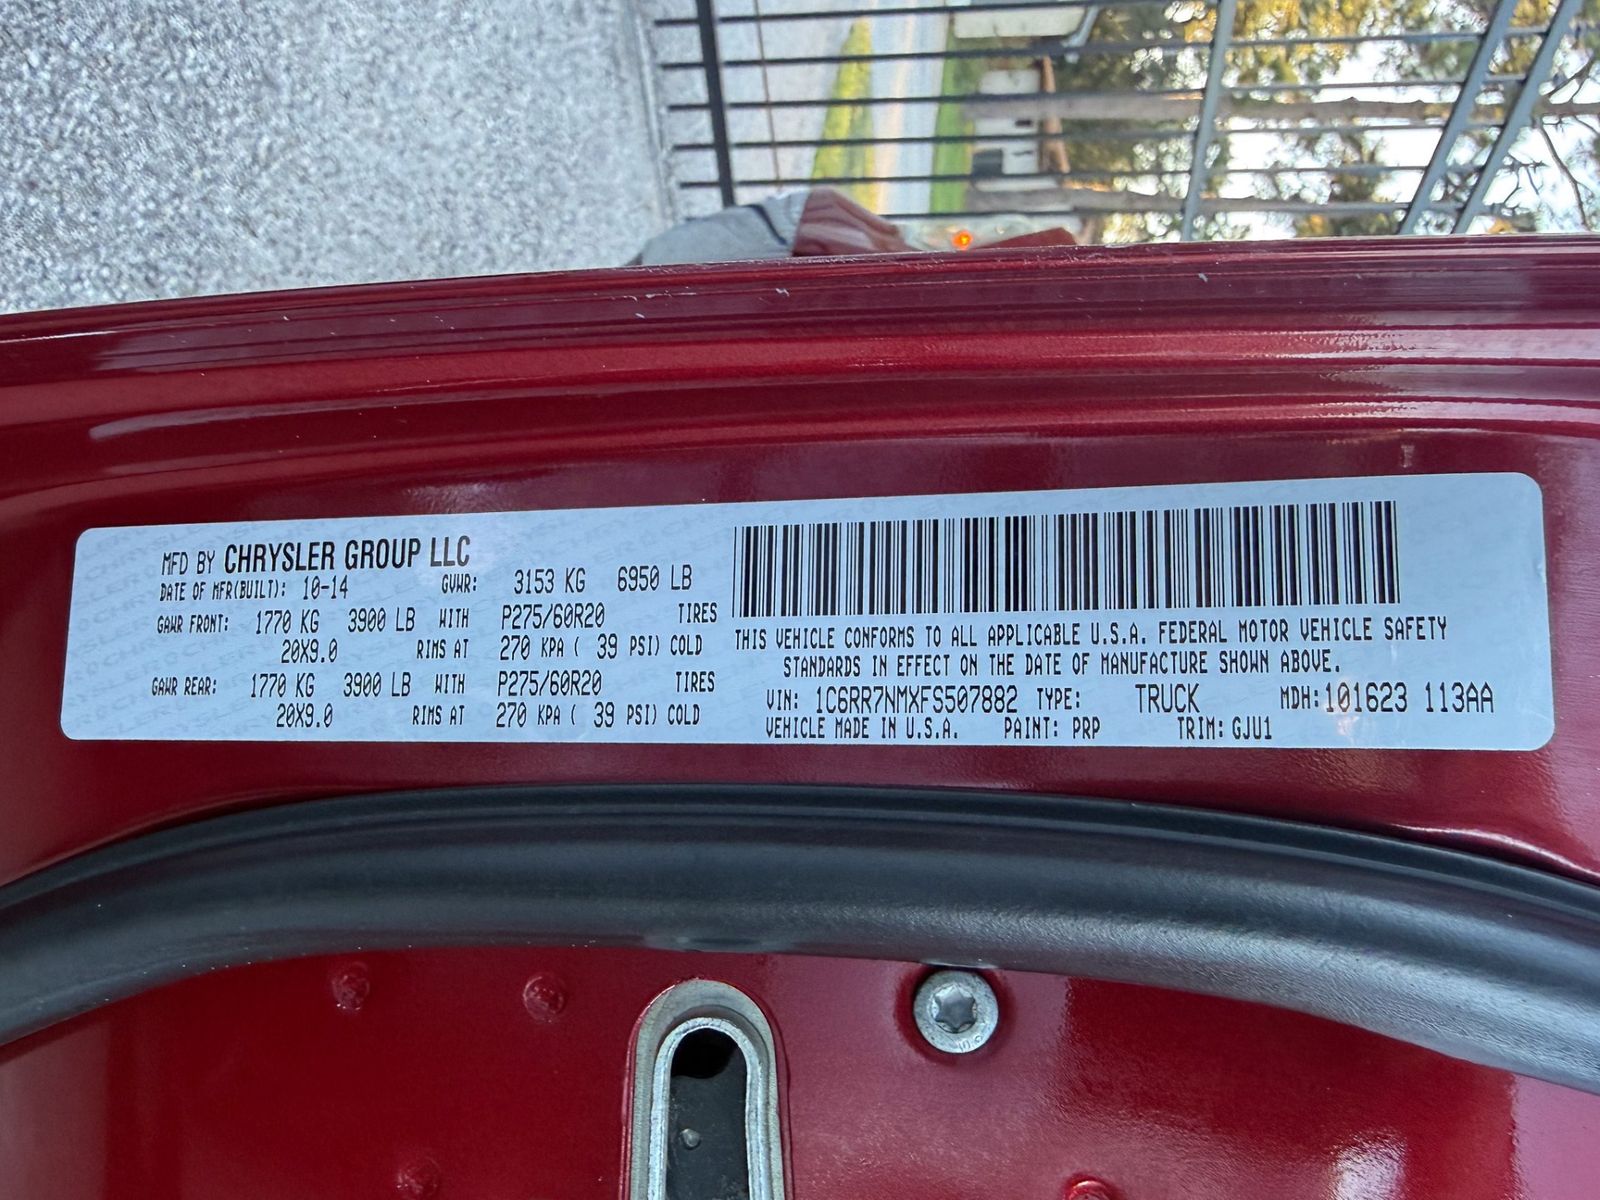 MFD BY CHRYSLER GROUP LLC
DATE OF MFR(BUILT): 10-14 GVWR: 3153 KG 6950 LB
GAWR FRONT: 1770 KG 3900 LB WITH P275/60R20 TIRES
20X9.0 RIMS AT 270 KPA ( 39 PSI) COLD
GAWR REAR: 1770 KG 3900 LB WITH P275/60R20 TIRES
20X9.0 RIMS AT 270 KPA ( 39 PSI) COLD
THIS VEHICLE CONFORMS TO ALL APPLICABLE U.S.A. FEDERAL MOTOR VEHICLE SAFETY
STANDARDS IN EFFECT ON THE DATE OF MANUFACTURE SHOWN ABOVE.
VIN: 1C6RR7NMXFS507882 TYPE: TRUCK MDH:101623 113AA
VEHICLE MADE IN U.S.A. PAINT: PRP TRIM: GJU1